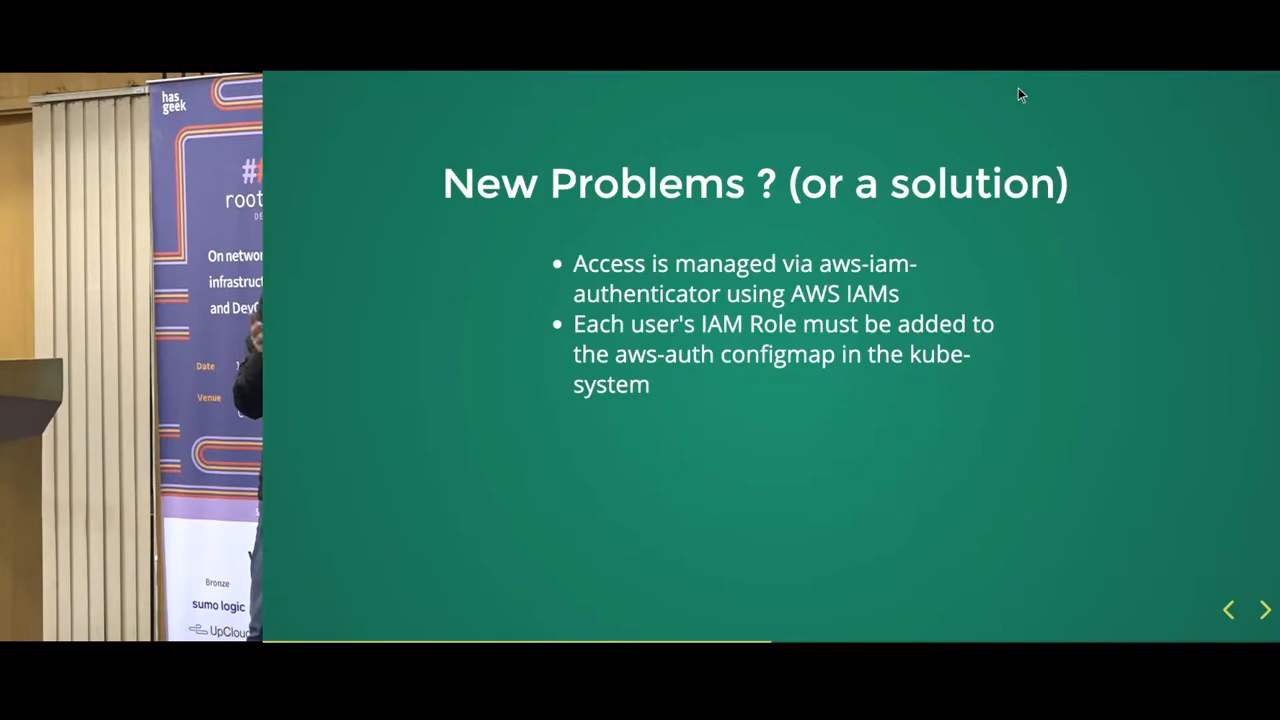 has
geek
#
root
On
infrastruct
and
Date
Venue
Bronze
sumo logic
UpCloud
New Problems ? (or a solution)
• Access is managed via aws-iam-
authenticator using AWS IAMs
• Each user's IAM Role must be added to
the aws-auth configmap in the kube-
system